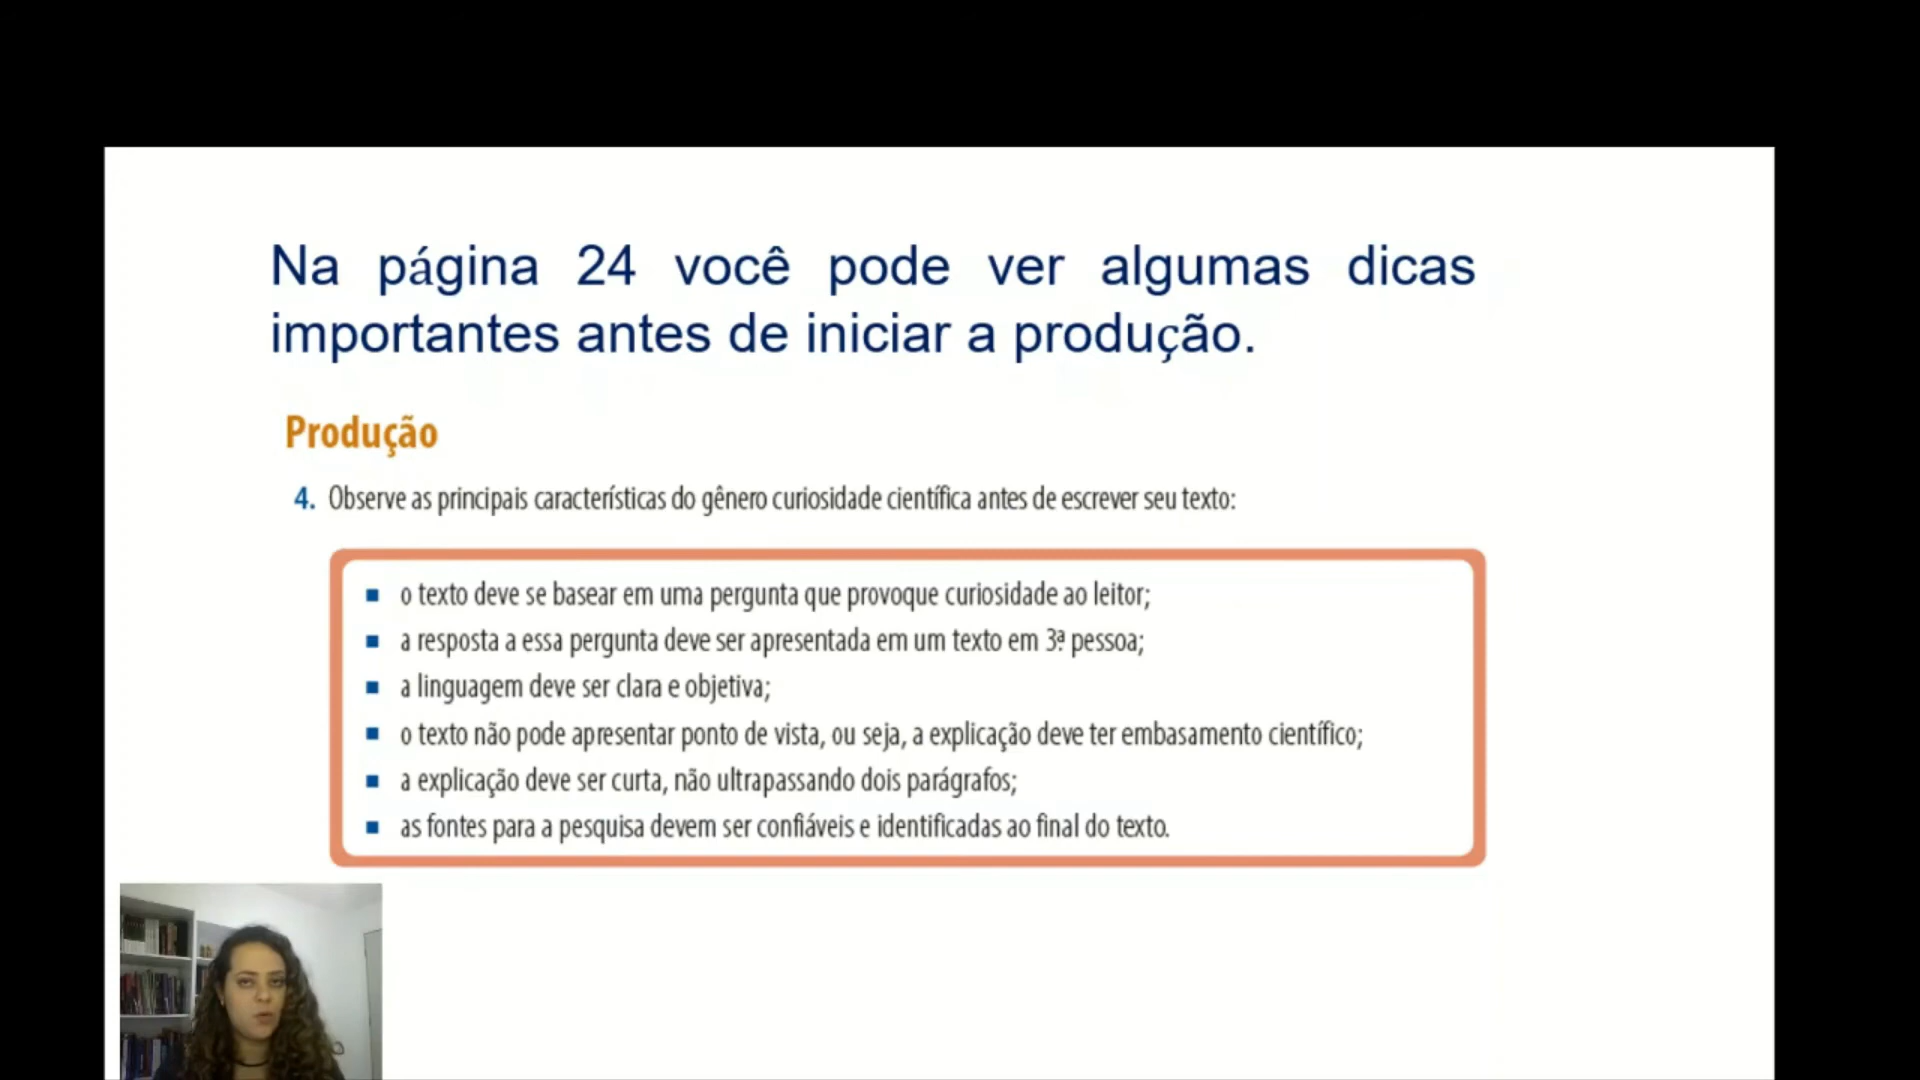 Na página 24 você pode ver algumas dicas
importantes antes de iniciar a produção.
Produção
4. Observe as principais características do gênero curiosidade científica antes de escrever seu texto:
■ o texto deve se basear em uma pergunta que provoque curiosidade ao leitor;
■ a resposta a essa pergunta deve ser apresentada em um texto em 3ª pessoa;
■ a linguagem deve ser clara e objetiva;
■ o texto não pode apresentar ponto de vista, ou seja, a explicação deve ter embasamento científico;
■ a explicação deve ser curta, não ultrapassando dois parágrafos;
■ as fontes para a pesquisa devem ser confiáveis e identificadas ao final do texto.